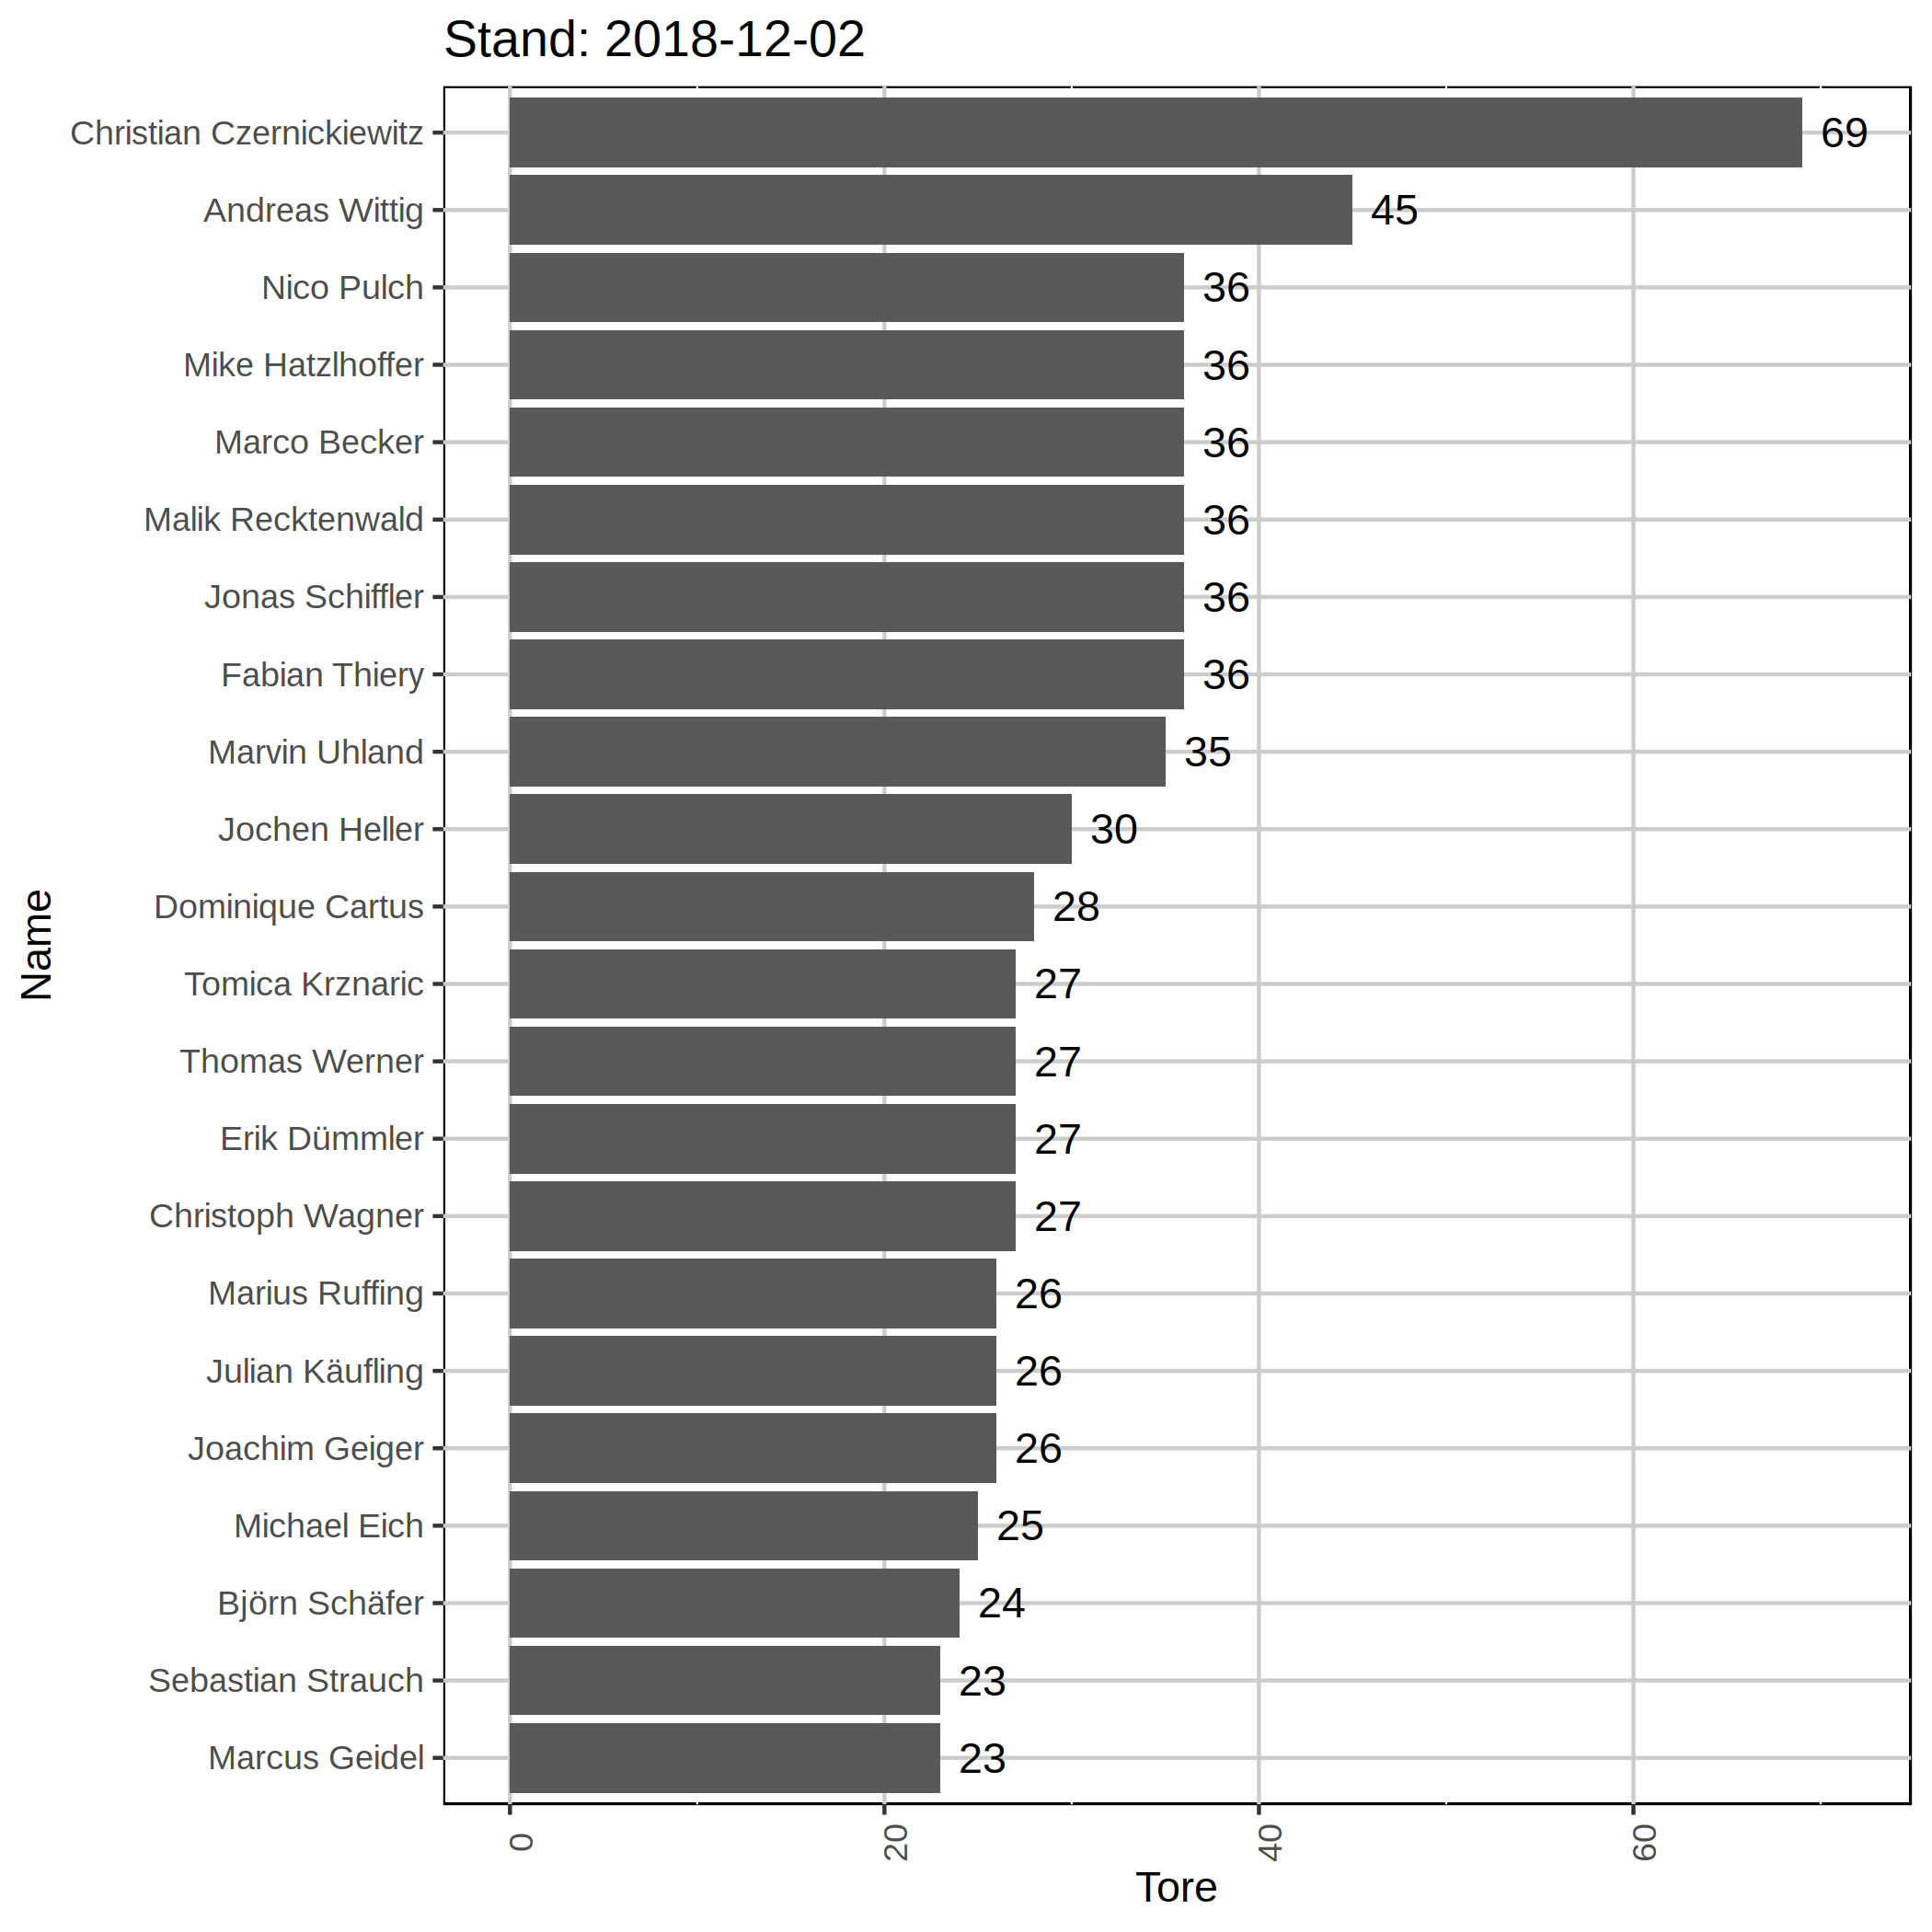 Stand: 2018-12-02
Christian Czernickiewitz 69
Andreas Wittig 45
Nico Pulch 36
Mike Hatzlhoffer 36
Marco Becker 36
Malik Recktenwald 36
Jonas Schiffler 36
Fabian Thiery 36
Marvin Uhland 35
Jochen Heller 30
Dominique Cartus 28
Tomica Krznaric 27
Thomas Werner 27
Erik Dümmler 27
Christoph Wagner 27
Marius Ruffing 26
Julian Käufling 26
Joachim Geiger 26
Michael Eich 25
Björn Schäfer 24
Sebastian Strauch 23
Marcus Geidel 23
Name
0 20 40 60
Tore